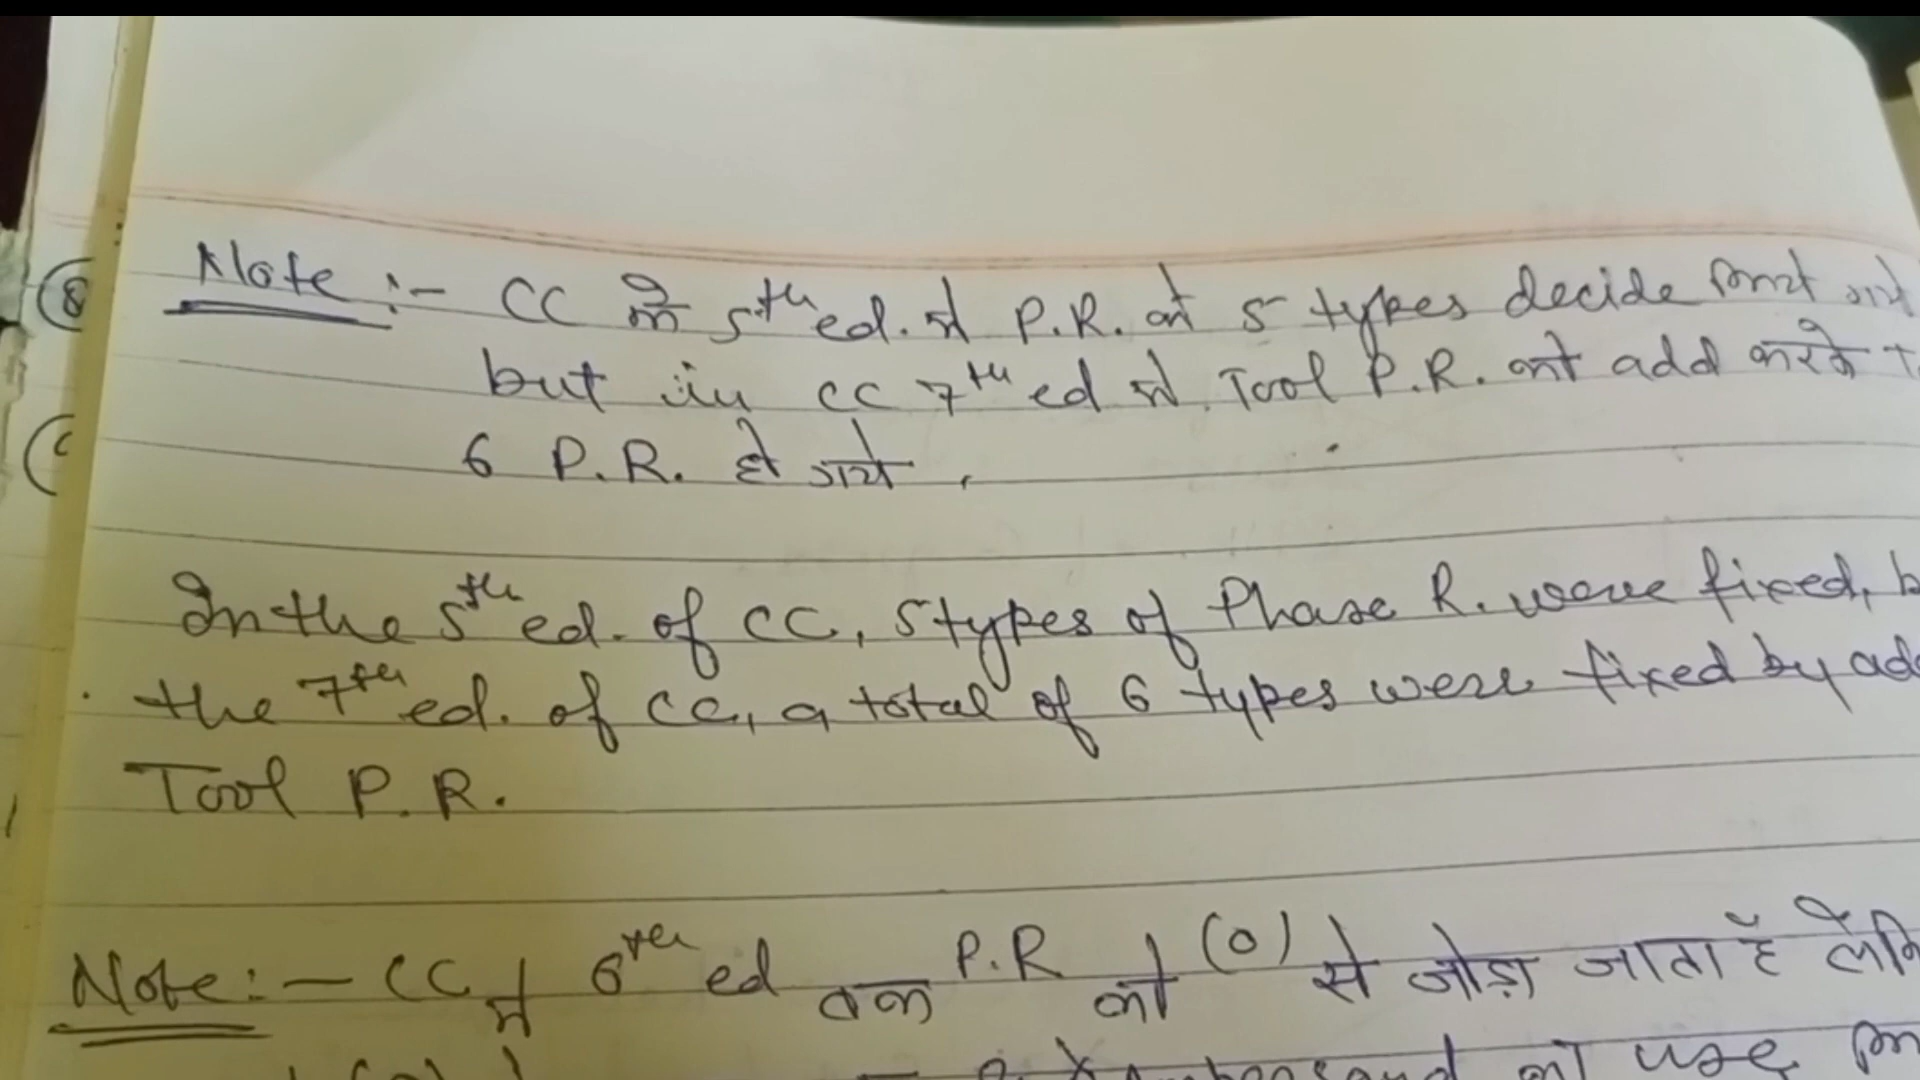 Note :- CC के 5th ed. में P.R. के 5 types decide किये गये
but in CC 7th ed में Tool P.R. को add करके
6 P.R. हो गये,
In the 5th ed. of CC, 5 types of Phase R. were fixed, b
the 7th ed. of CC, a total of 6 types were fixed by add
Tool P.R.
Note:- CC में 6th ed तक P.R को (0) से जोड़ा जाता है लेकि
को use